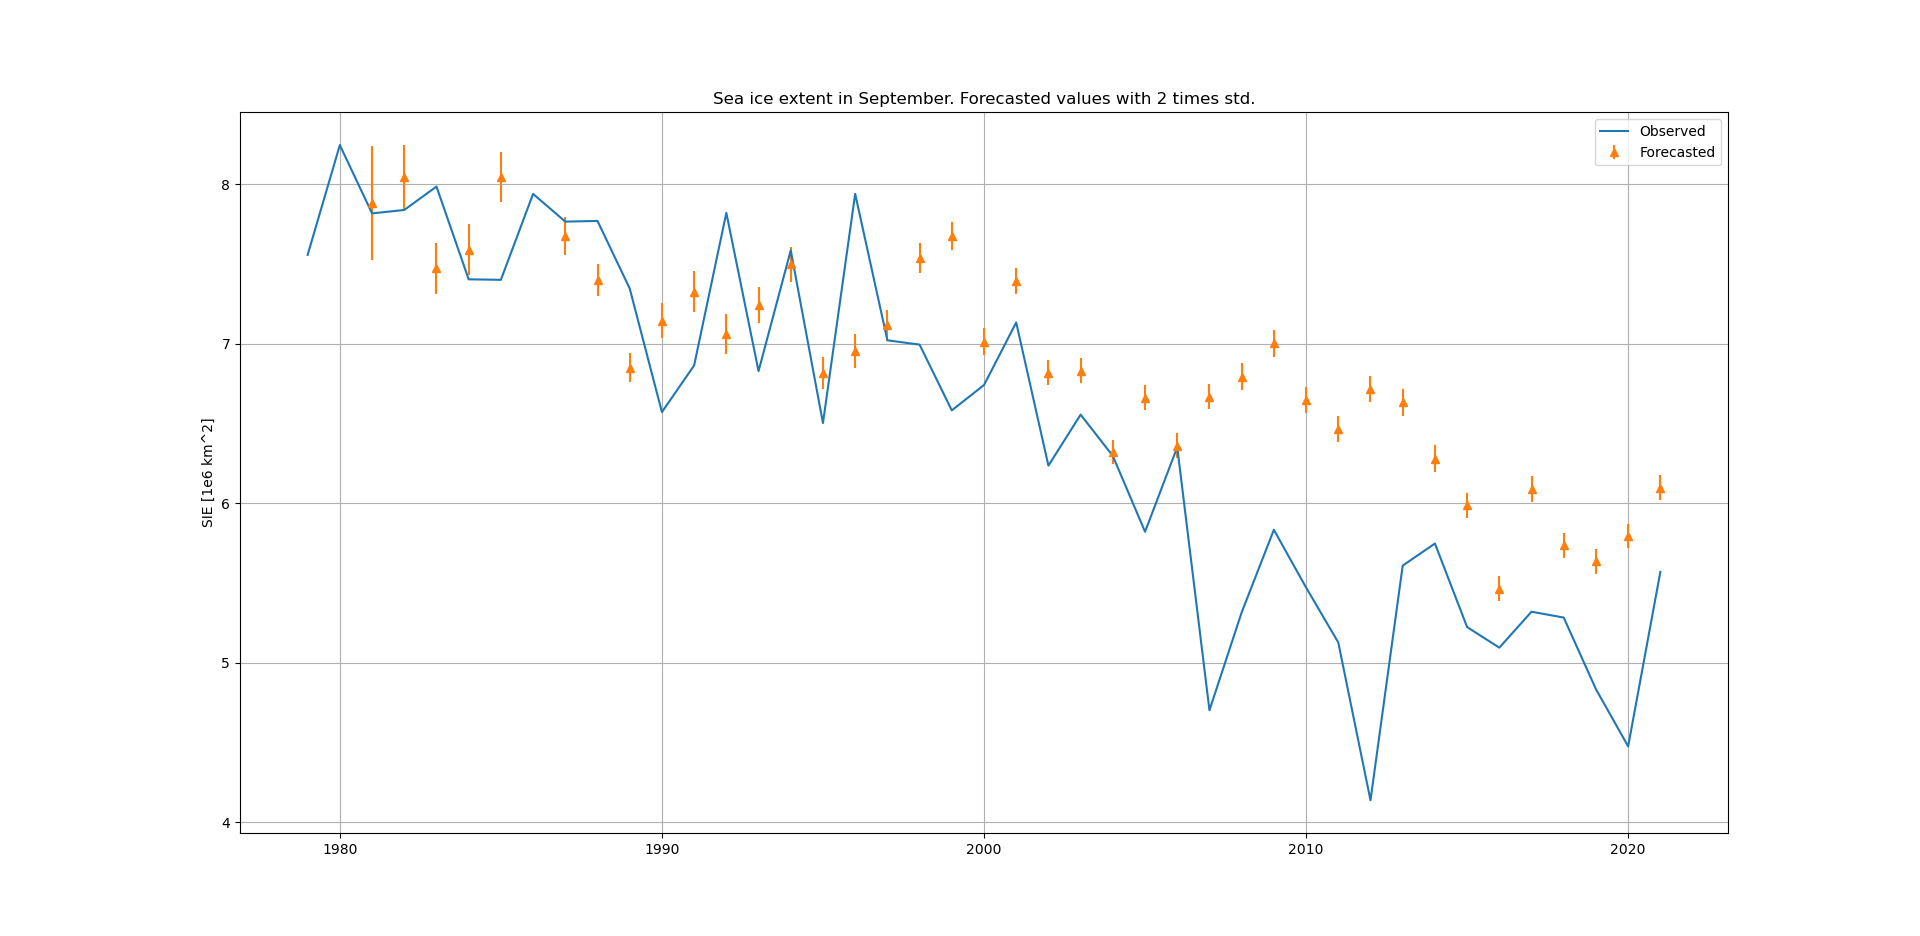 Sea ice extent in September. Forecasted values with 2 times std.
Observed
Forecasted
SIE [1e6 km^2]
8
7
6
5
4
1980
1990
2000
2010
2020